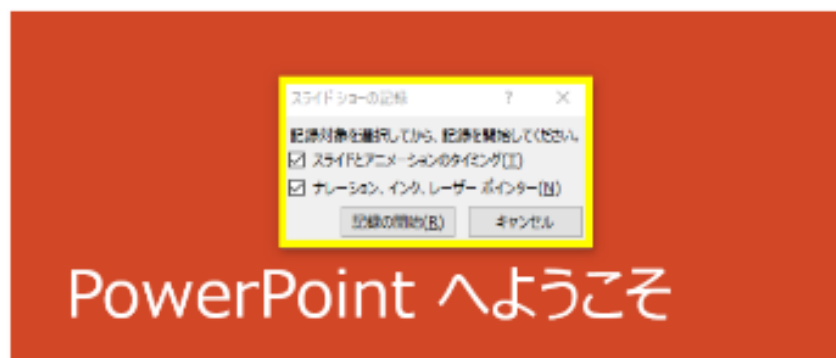 スライド ショーの記録 ? ×
記録対象を選択してから、記録を開始してください。
スライドとアニメーションのタイミング(T)
ナレーション、インク、レーザー ポインター(N)
記録の開始(R) キャンセル
PowerPoint へようこそ